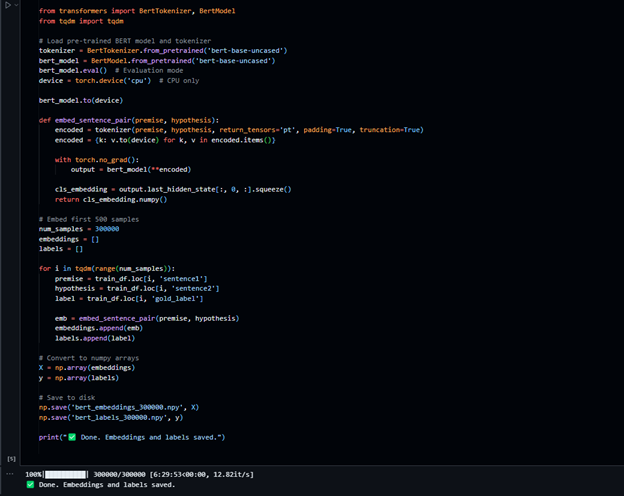 from transformers import BertTokenizer, BertModel
from tqdm import tqdm
# Load pre-trained BERT model and tokenizer
tokenizer = BertTokenizer.from_pretrained('bert-base-uncased')
bert_model = BertModel.from_pretrained('bert-base-uncased')
bert_model.eval()  # Evaluation mode
device = torch.device('cpu')  # CPU only
bert_model.to(device)
def embed_sentence_pair(premise, hypothesis):
    encoded = tokenizer(premise, hypothesis, return_tensors='pt', padding=True, truncation=True)
    encoded = {k: v.to(device) for k, v in encoded.items()}
    with torch.no_grad():
        output = bert_model(**encoded)
    cls_embedding = output.last_hidden_state[:, 0, :].squeeze()
    return cls_embedding.numpy()
# Embed first 500 samples
num_samples = 300000
embeddings = []
labels = []
for i in tqdm(range(num_samples)):
    premise = train_df.loc[i, 'sentence1']
    hypothesis = train_df.loc[i, 'sentence2']
    label = train_df.loc[i, 'gold_label']
    emb = embed_sentence_pair(premise, hypothesis)
    embeddings.append(emb)
    labels.append(label)
# Convert to numpy arrays
X = np.array(embeddings)
y = np.array(labels)
# Save to disk
np.save('bert_embeddings_300000.npy', X)
np.save('bert_labels_300000.npy', y)
print("✅ Done. Embeddings and labels saved.")
[5]
100%|██████████| 300000/300000 [6:29:53<00:00, 12.82it/s]
✅ Done. Embeddings and labels saved.